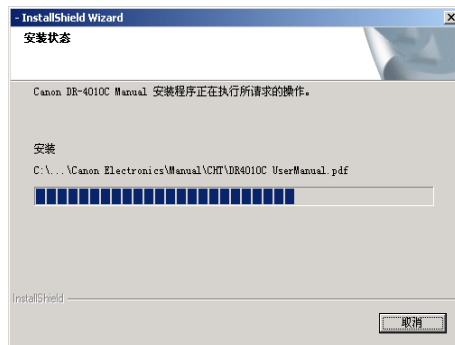 - InstallShield Wizard
安装状态
Canon DR-4010C Manual 安装程序正在执行所请求的操作。
安装
C:\...\Canon Electronics\Manual\CHT\DR4010C UserManual.pdf
InstallShield
取消